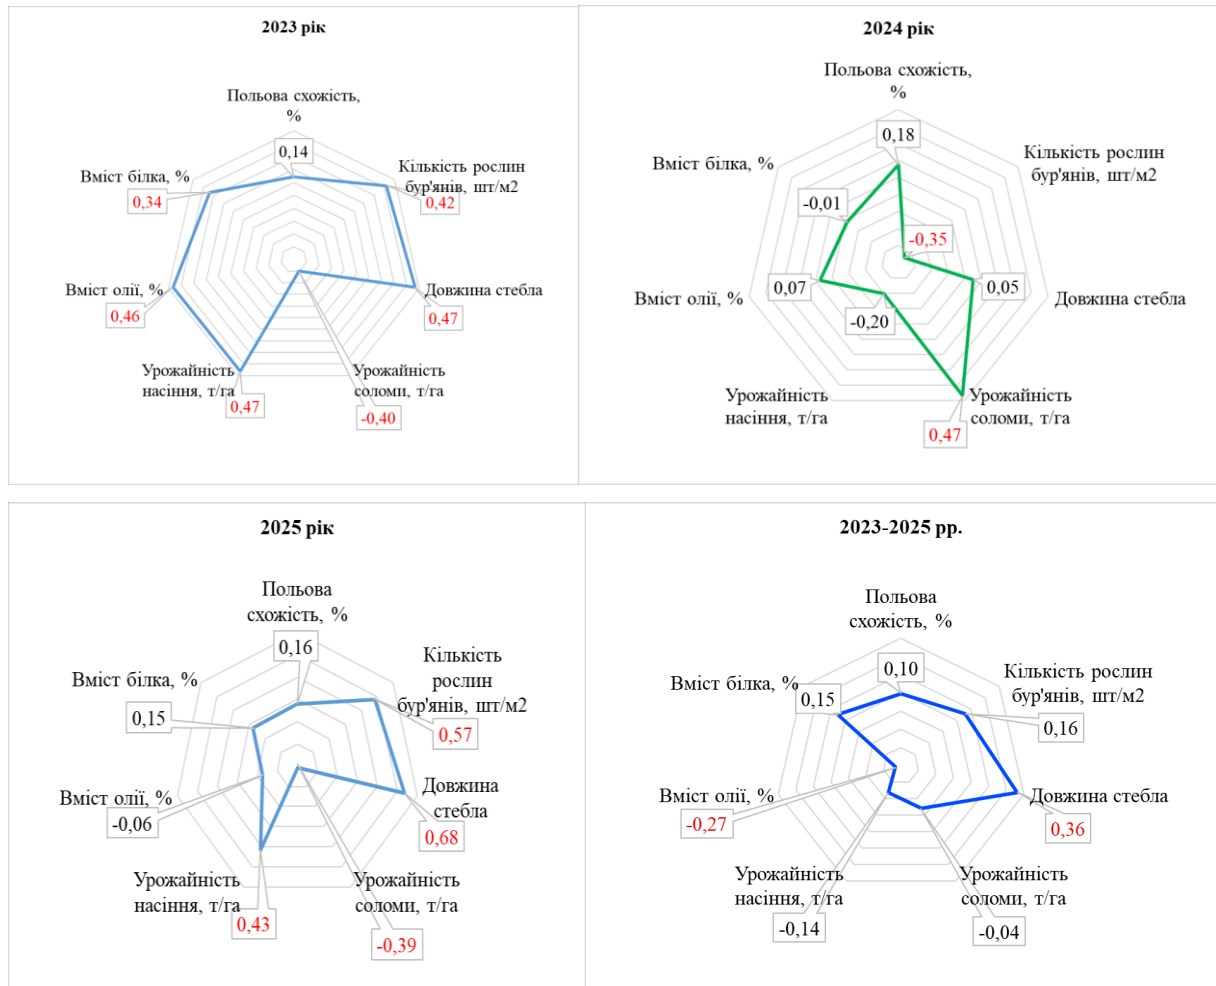 2023 рік
Польова схожість,
%
0,14
Кількість рослин
бур'янів, шт/м2
0,42
Довжина стебла
0,47
Урожайність
соломи, т/га
-0,40
Урожайність
насіння, т/га
0,47
Вміст олії, %
0,46
Вміст білка, %
0,34
2024 рік
Польова схожість,
%
0,18
Кількість рослин
бур'янів, шт/м2
-0,35
Довжина стебла
0,05
Урожайність
соломи, т/га
0,47
Урожайність
насіння, т/га
-0,20
Вміст олії, %
0,07
Вміст білка, %
-0,01
2025 рік
Польова
схожість, %
0,16
Кількість
рослин
бур'янів, шт/м2
0,57
Довжина
стебла
0,68
Урожайність
соломи, т/га
-0,39
Урожайність
насіння, т/га
0,43
Вміст олії, %
-0,06
Вміст білка, %
0,15
2023-2025 рр.
Польова
схожість, %
0,10
Кількість рослин
бур'янів, шт/м2
0,16
Довжина стебла
0,36
Урожайність
соломи, т/га
-0,04
Урожайність
насіння, т/га
-0,14
Вміст олії, %
-0,27
Вміст білка, %
0,15